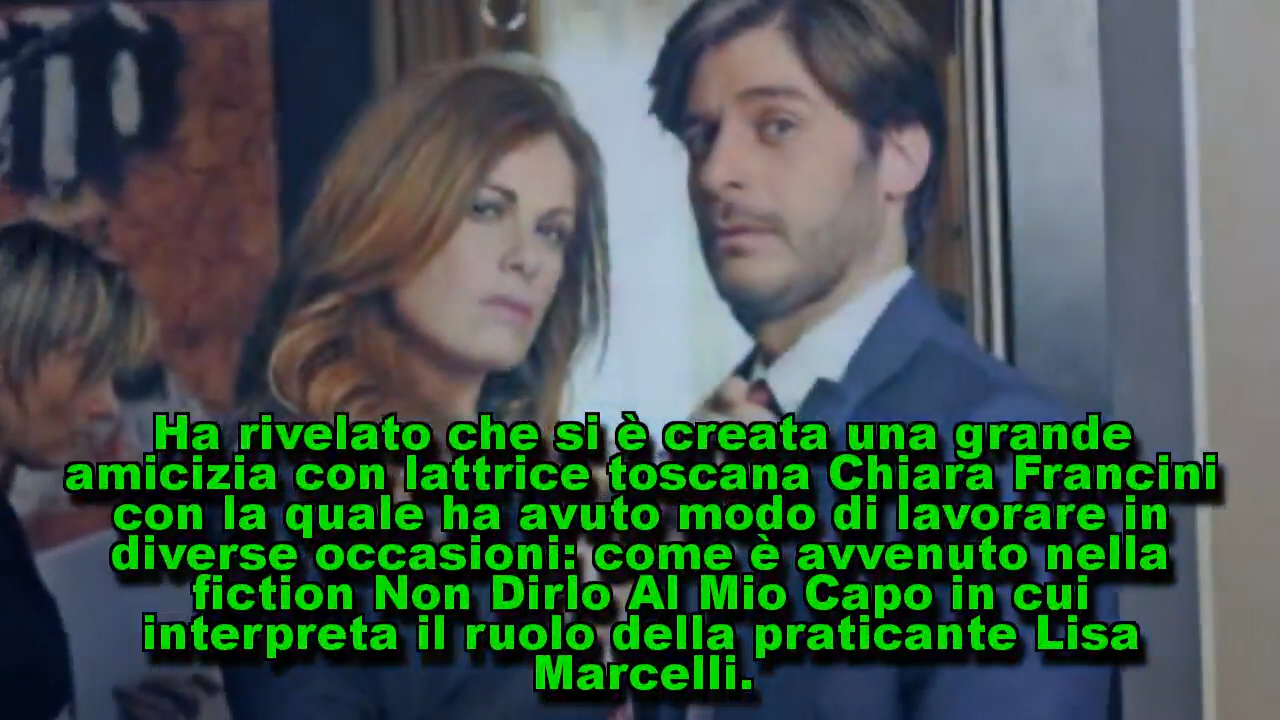 Ha rivelato che si è creata una grande
amicizia con lattrice toscana Chiara Francini
con la quale ha avuto modo di lavorare in
diverse occasioni: come è avvenuto nella
fiction Non Dirlo Al Mio Capo in cui
interpreta il ruolo della praticante Lisa
Marcelli.